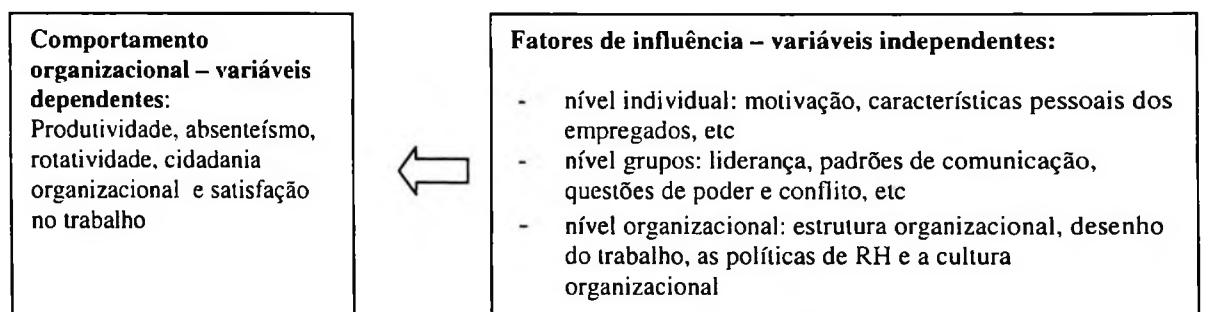 Comportamento
organizacional – variáveis
dependentes:
Produtividade, absenteísmo,
rotatividade, cidadania
organizacional e satisfação
no trabalho
Fatores de influência – variáveis independentes:
- nível individual: motivação, características pessoais dos
empregados, etc
- nível grupos: liderança, padrões de comunicação,
questões de poder e conflito, etc
- nível organizacional: estrutura organizacional, desenho
do trabalho, as políticas de RH e a cultura
organizacional